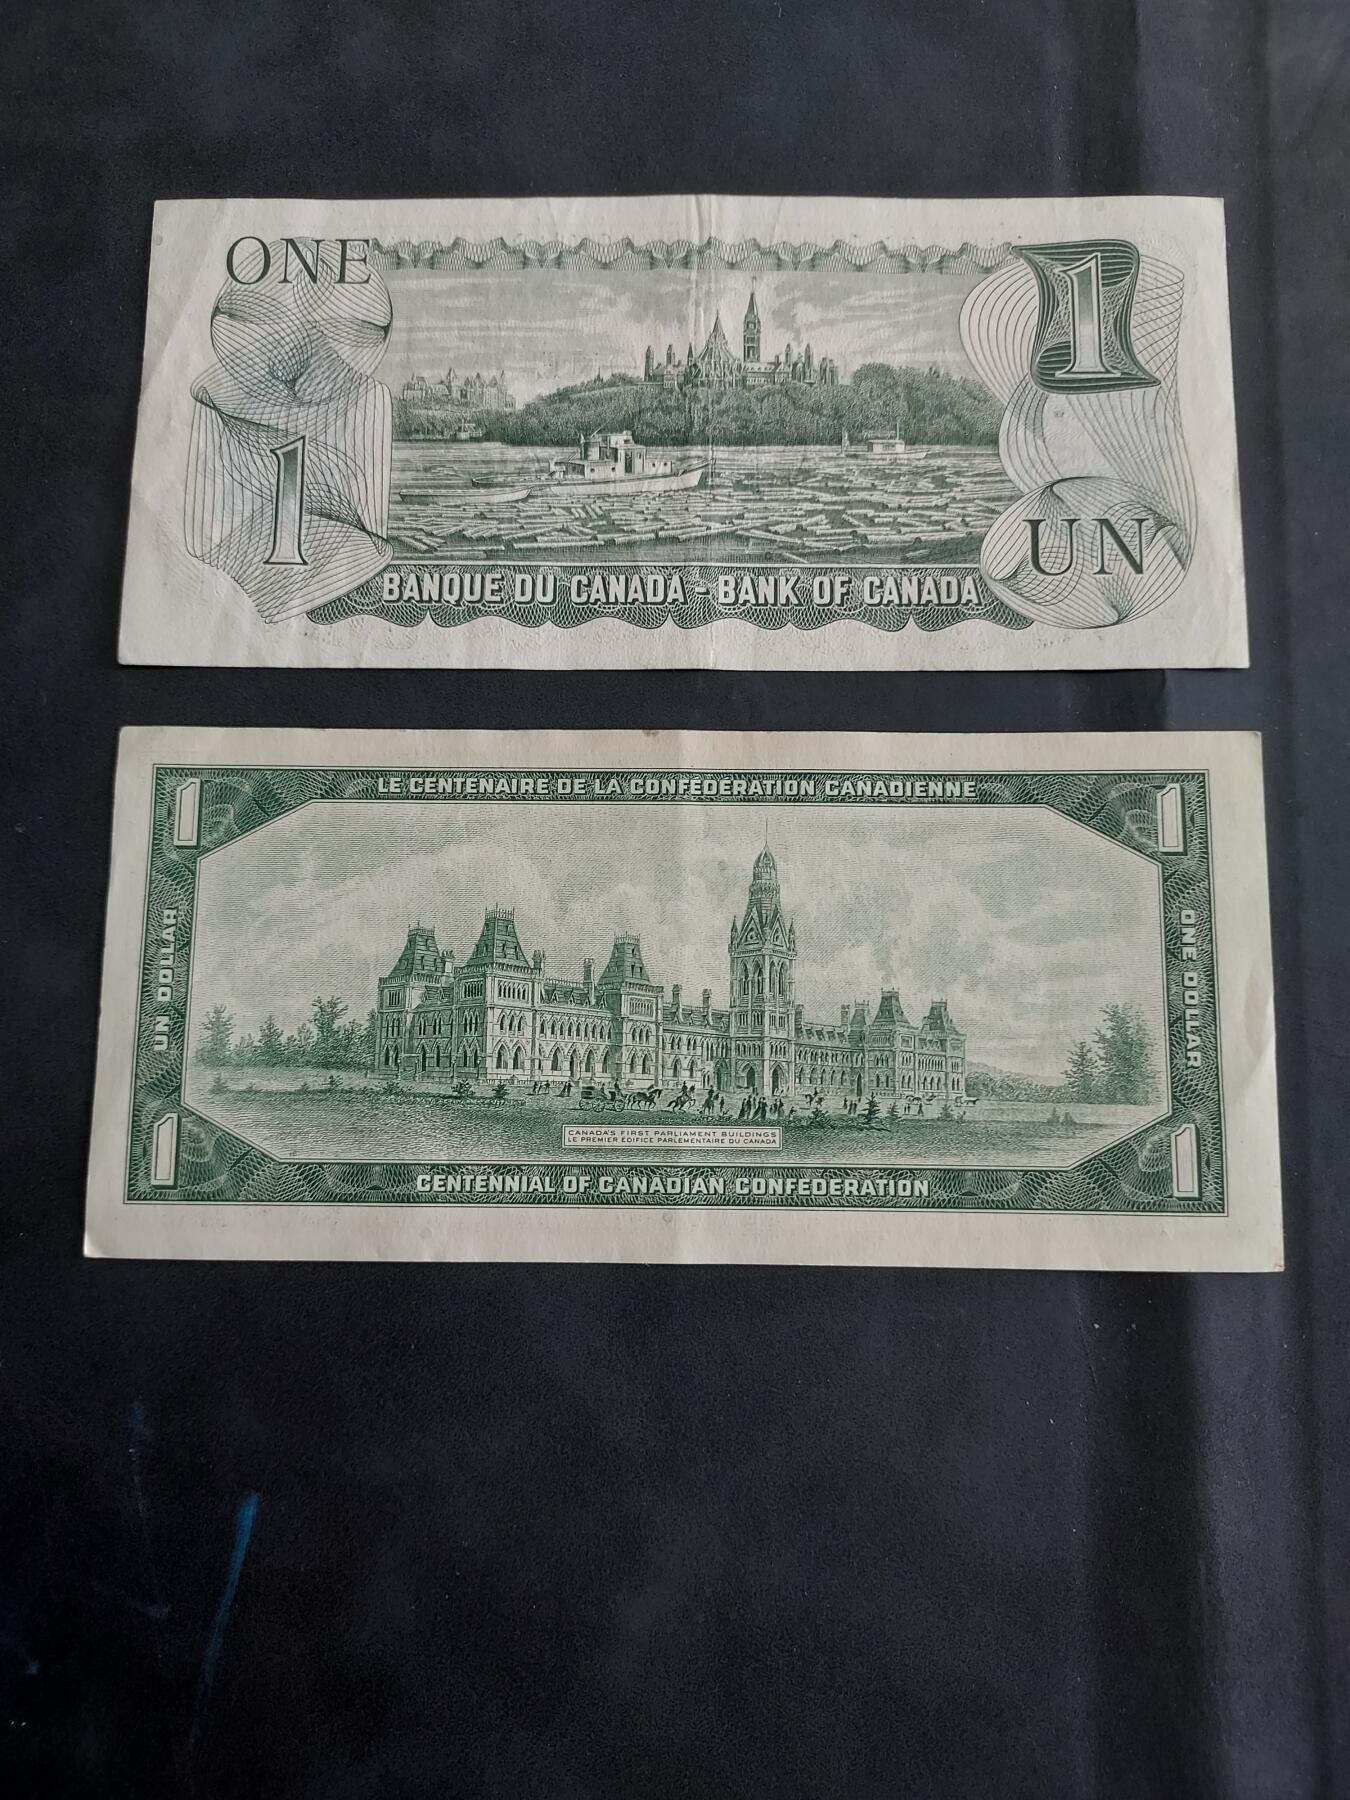 ONE
1
1
UN
BANQUE DU CANADA - BANK OF CANADA
LE CENTENAIRE DE LA CONFÉDÉRATION CANADIENNE
1
1
UN DOLLAR
ONE DOLLAR
CANADA'S FIRST PARLIAMENT BUILDINGS
LE PREMIER ÉDIFICE PARLEMENTAIRE DU CANADA
1
1
CENTENNIAL OF CANADIAN CONFEDERATION